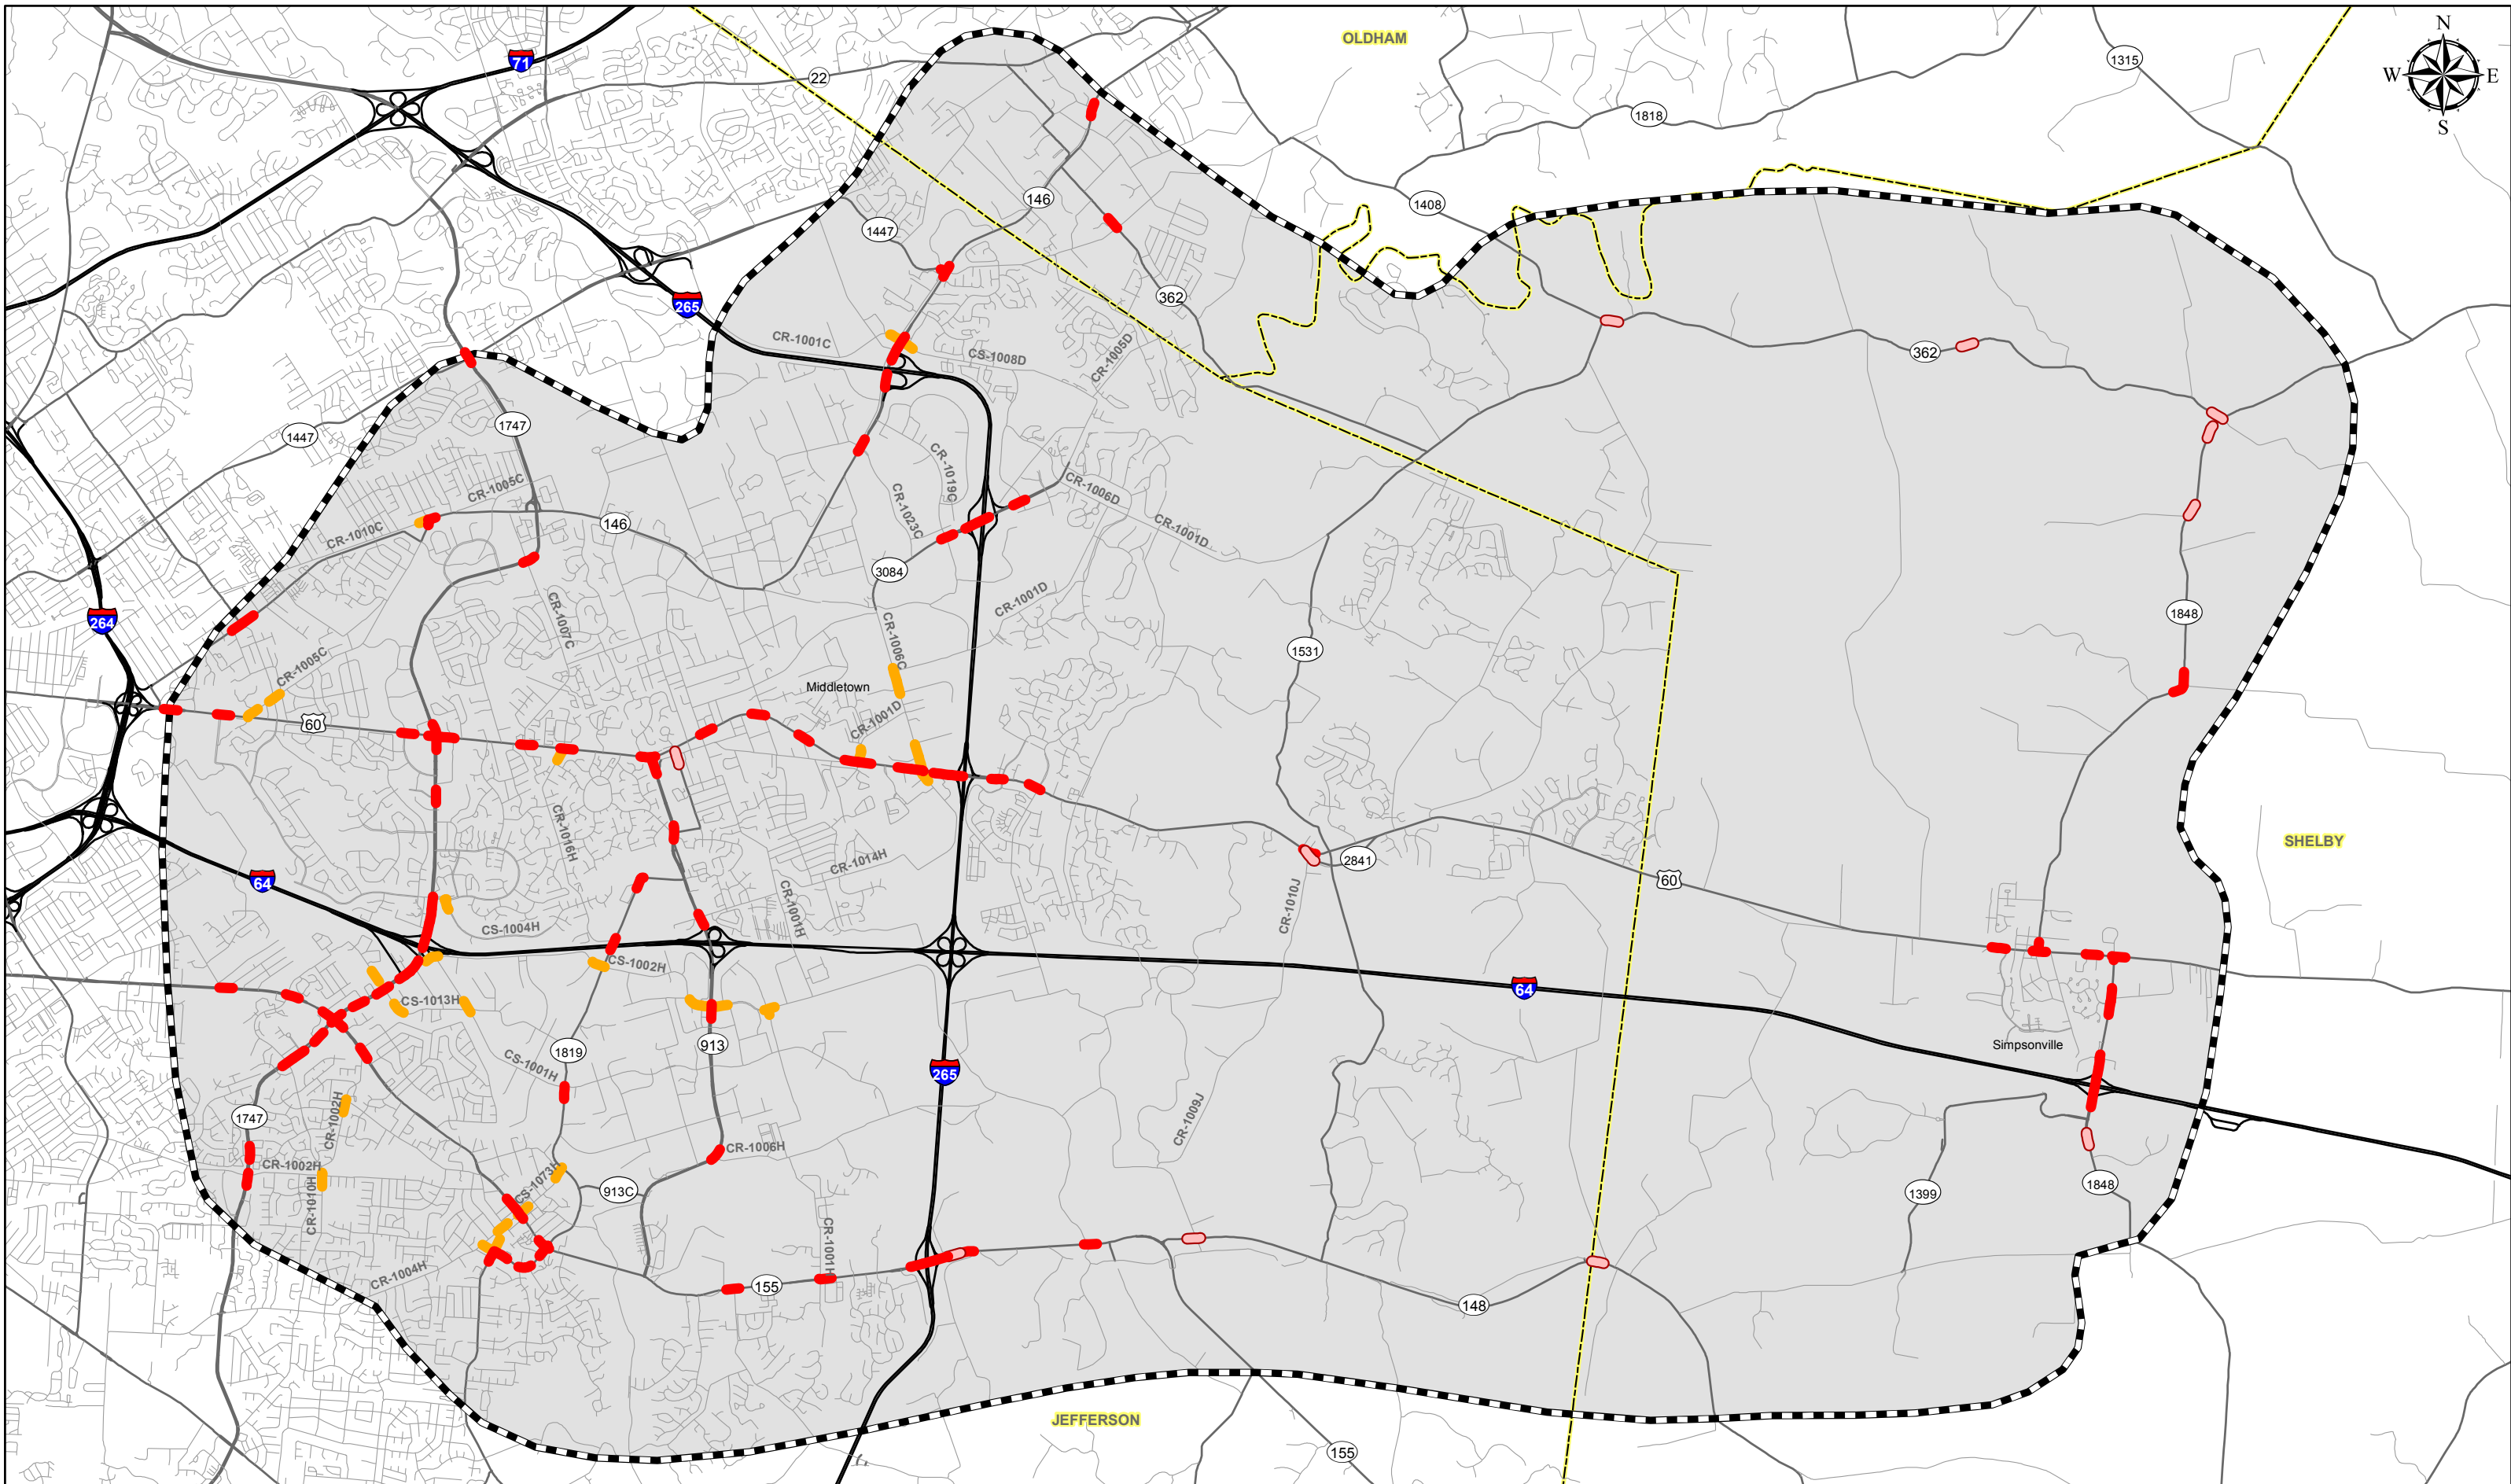 N
OLDHAM
71
1315
22
W E
1818
S
146
1408
1447
362
265
CR-1001C
CS-1008D
CR-1005D
362
1747
1447
CR-1019C
CR-1005C
CR-1006D
CR-1023C
146
CR-1010C
CR-1001D
3084
CR-1001D
CR-1007C
1848
264
CR-1006C
1531
CR-1005C
Middletown
CR-1001D
60
CR-1016H
SHELBY
2841
CR-1014H
64
60
CR-1001H
CR-1010J
CS-1004H
CS-1002H
64
CS-1013H
913
Simpsonville
1819
CS-1001H
265
CR-1002H
1747
CR-1009J
CR-1006H
CR-1002H
CS-1073H
1848
913C
1399
CR-1010H
CR-1001H
CR-1004H
155
148
JEFFERSON
155